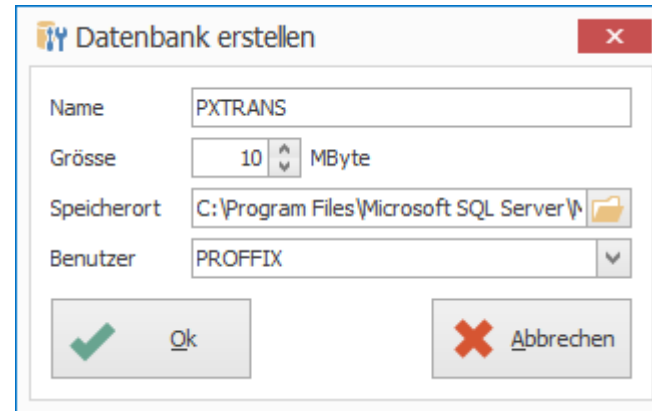 Datenbank erstellen
Name PXTRANS
Grösse 10 MByte
Speicherort C:\Program Files\Microsoft SQL Server\
Benutzer PROFFIX
Ok Abbrechen